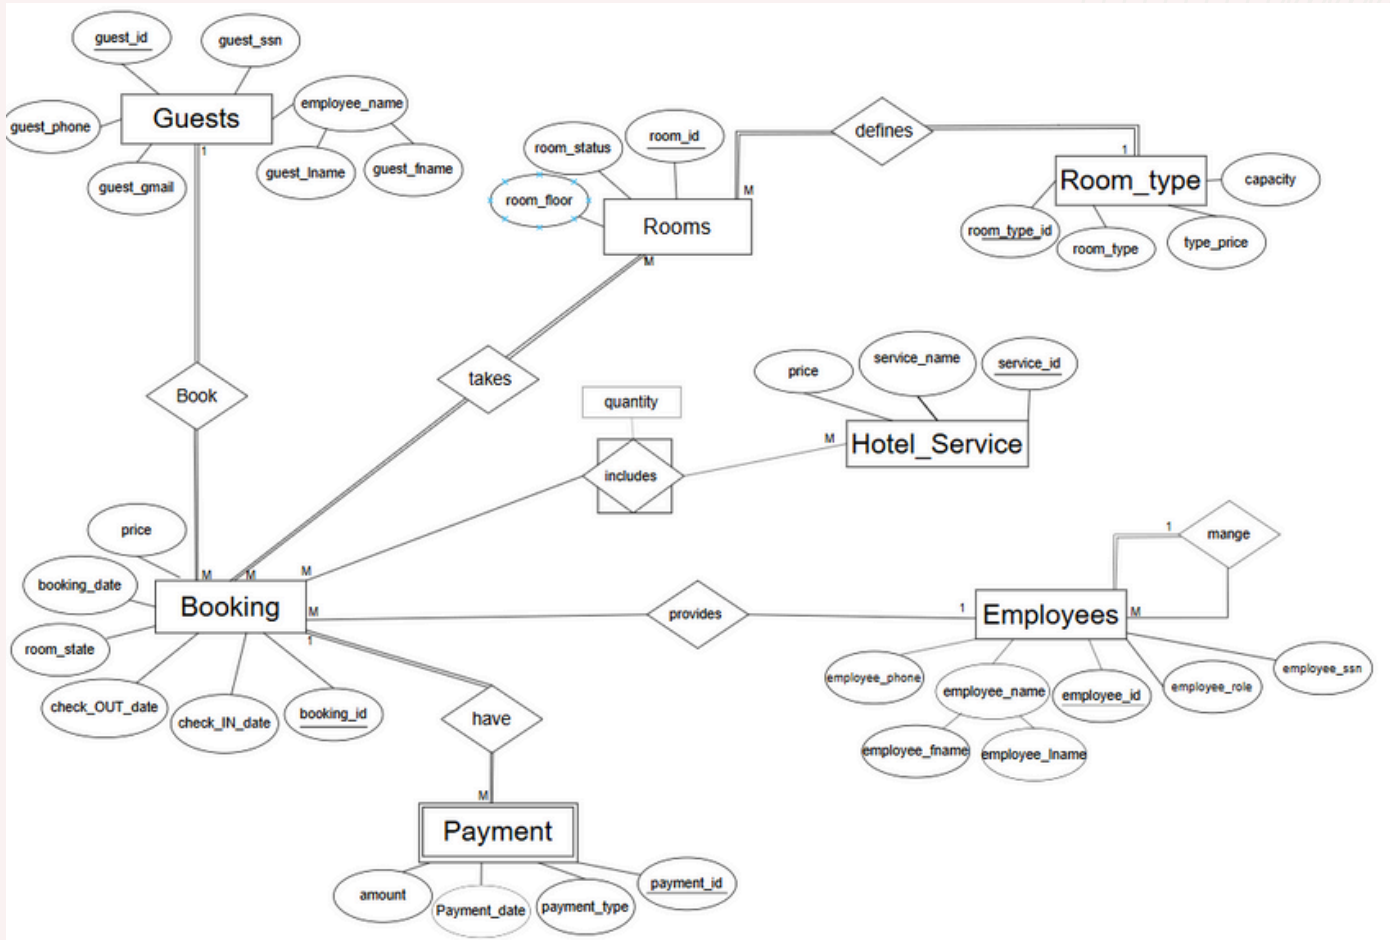 guest_id
guest_ssn
Guests
employee_name
guest_phone
guest_lname
guest_fname
guest_gmail
1
room_status
room_id
defines
room_floor
M
Rooms
M
1
Room_type
capacity
room_type_id
room_type
type_price
Book
takes
quantity
includes
price
service_name
service_id
M
Hotel_Service
price
booking_date
room_state
M
M
M
Booking
M
1
check_OUT_date
check_IN_date
booking_id
provides
1
mange
1
Employees
M
employee_phone
employee_name
employee_id
employee_role
employee_ssn
employee_fname
employee_lname
have
M
Payment
amount
Payment_date
payment_type
payment_id